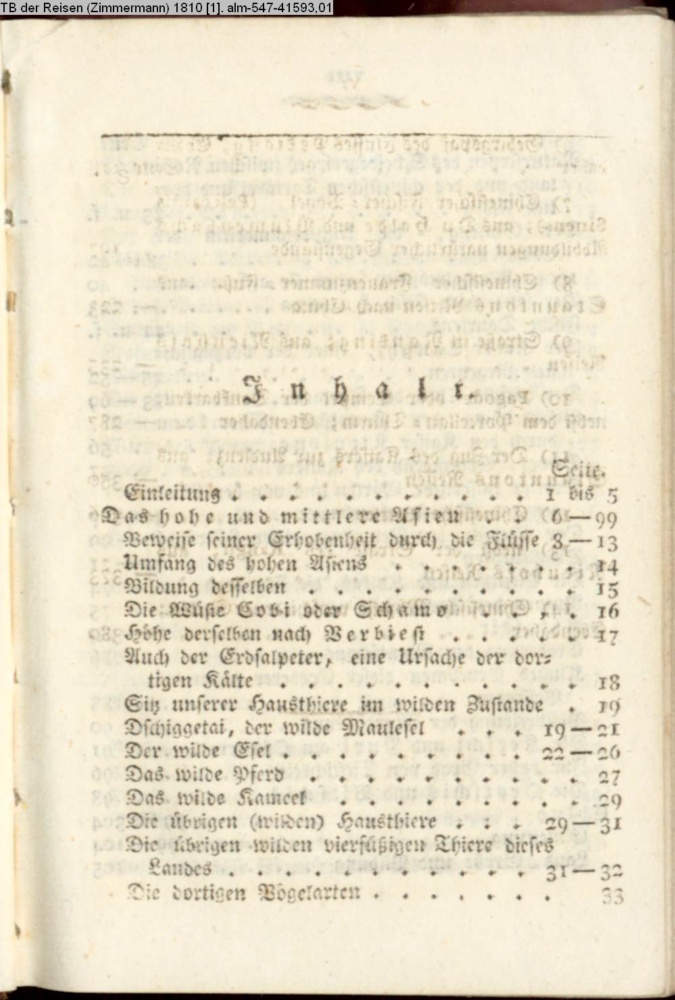 TB der Reisen (Zimmermann) 1810 [1], alm-547-41593,01
Inhalt.
Seite.
Einleitung . . . . . . . . . . . 1 bis 5
Das hohe und mittlere Asien . . . 6—99
Beweise seiner Erhobenheit durch die Flüsse 8—13
Umfang des hohen Asiens . . . . . . . 14
Bildung desselben . . . . . . . . . . 15
Die Wüste Cobi oder Schamo . . . . 16
Höhe derselben nach Verbiest . . . . . 17
Auch der Erdsalpeter, eine Ursache der dor⸗
tigen Kälte . . . . . . . . . . . 18
Sitz unserer Hausthiere im wilden Zustande . 19
Dschiggetai, der wilde Maulesel . . . 19—21
Der wilde Esel . . . . . . . . . 22—26
Das wilde Pferd . . . . . . . . . . 27
Das wilde Kameel . . . . . . . . . 29
Die übrigen (wilden) Hausthiere . . . 29—31
Die übrigen wilden vierfüßigen Thiere dieses
Landes . . . . . . . . . . . 31—32
Die dortigen Vögelarten . . . . . . . 33